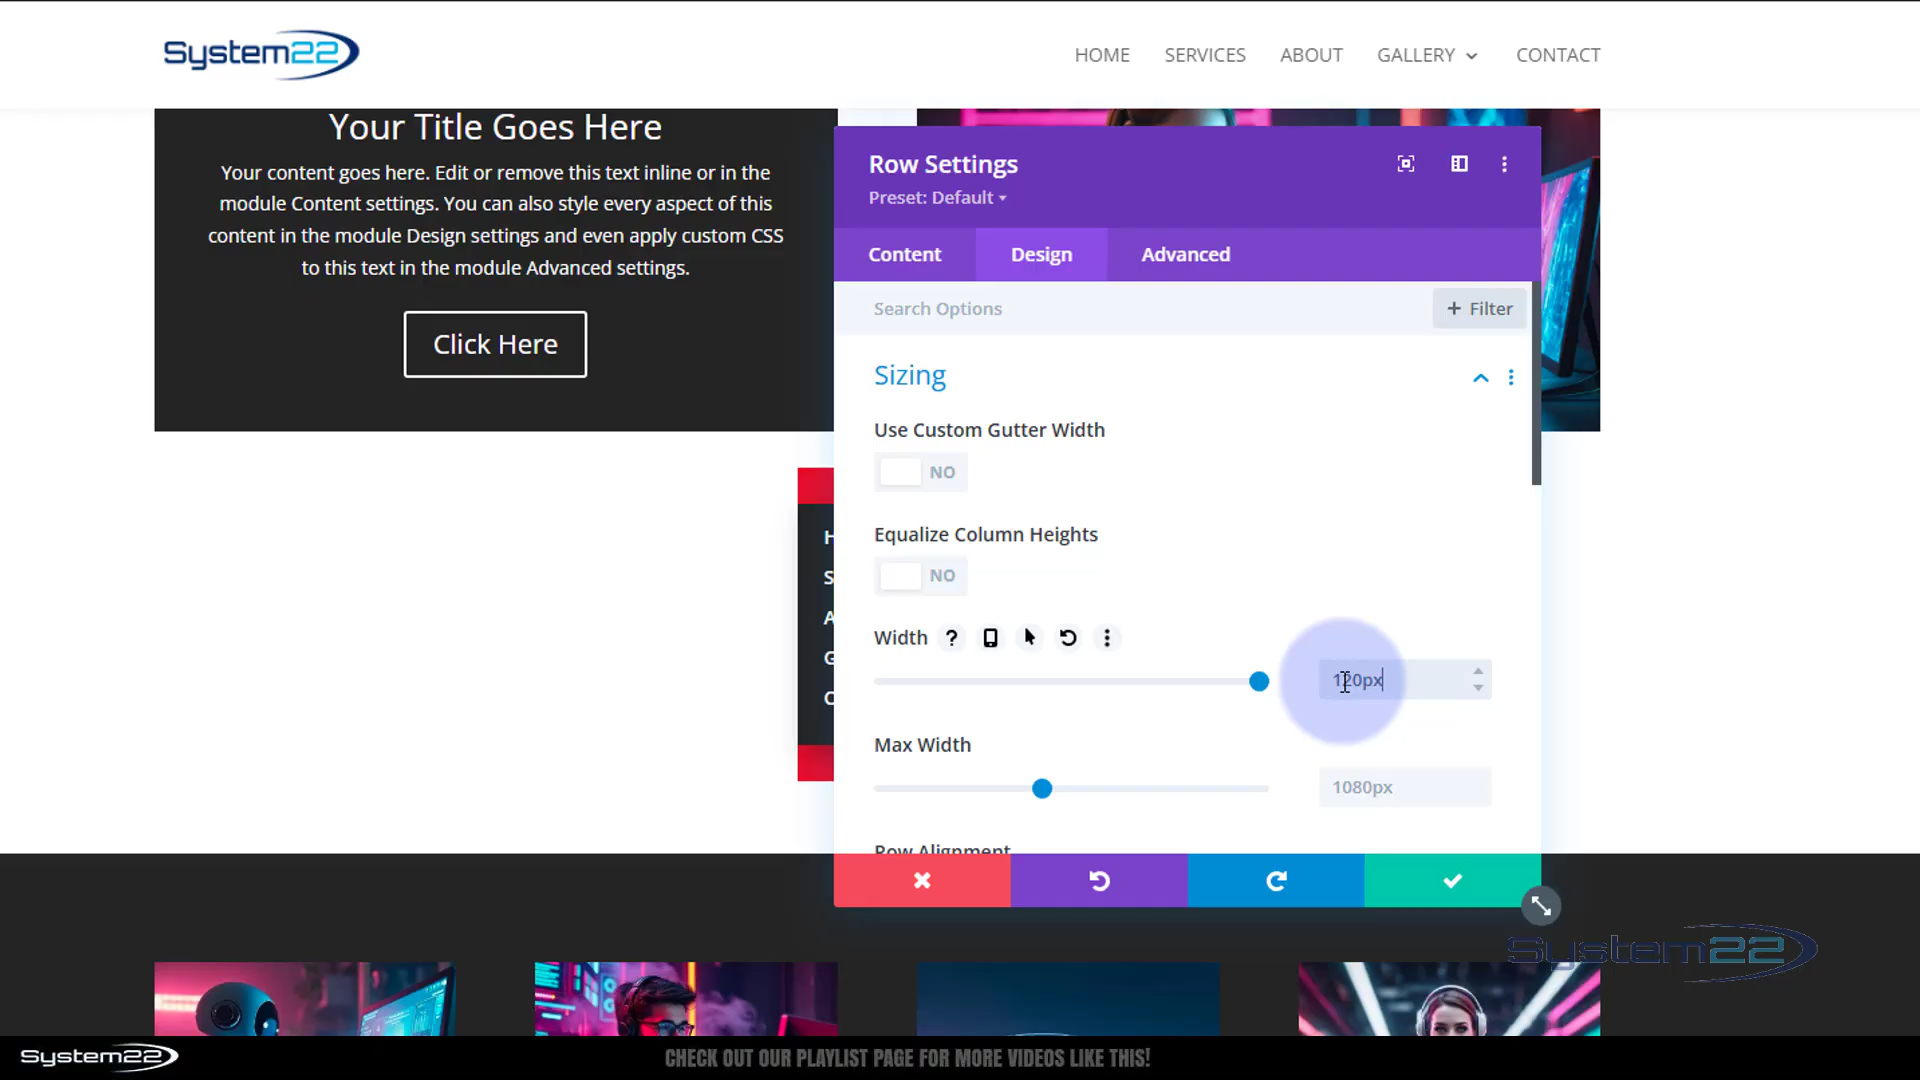 System22
HOME SERVICES ABOUT GALLERY CONTACT
Your Title Goes Here
Your content goes here. Edit or remove this text inline or in the
module Content settings. You can also style every aspect of this
content in the module Design settings and even apply custom CSS
to this text in the module Advanced settings.
Click Here
Row Settings
Preset: Default
Content Design Advanced
Search Options
+ Filter
Sizing
Use Custom Gutter Width
NO
Equalize Column Heights
NO
Width ?
120px
Max Width
1080px
Row Alignment
H
S
A
G
C
System22
System22
CHECK OUT OUR PLAYLIST PAGE FOR MORE VIDEOS LIKE THIS!